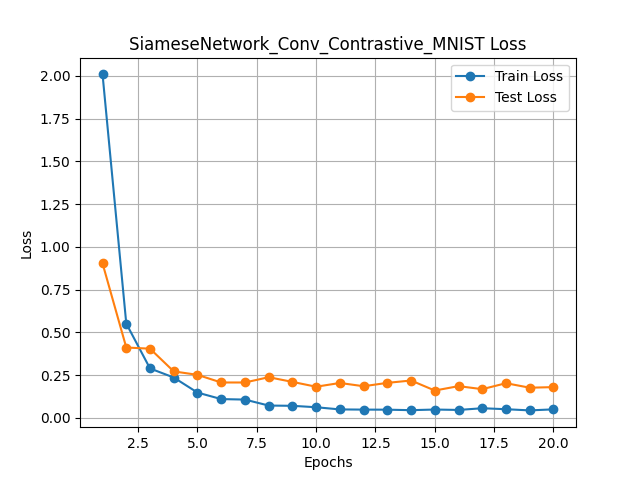 SiameseNetwork_Conv_Contrastive_MNIST Loss
Train Loss
Test Loss
2.00
1.75
1.50
1.25
1.00
0.75
0.50
0.25
0.00
Loss
2.5 5.0 7.5 10.0 12.5 15.0 17.5 20.0
Epochs